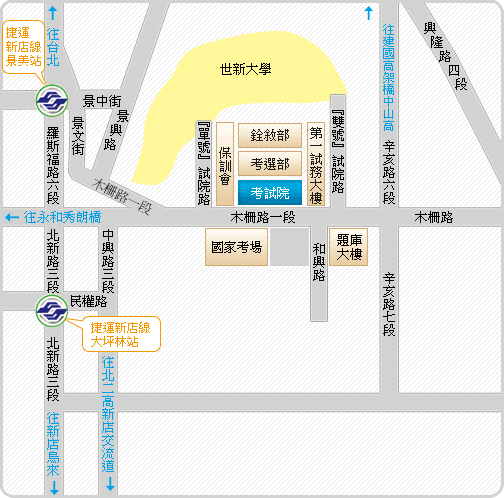 捷運
新店線
景美站
往台北
往建國高架橋中山高
興隆路四段
世新大學
景中街
景文街
景興路
羅斯福路六段
木柵路一段
『單號』試院路
保訓會
銓敘部
考選部
考試院
第一試務大樓
『雙號』試院路
辛亥路六段
往永和秀朗橋
木柵路一段
木柵路
北新路三段
中興路三段
國家考場
和興路
題庫
大樓
辛亥路七段
民權路
捷運新店線
大坪林站
北新路三段
往北二高新店交流道
往新店烏來